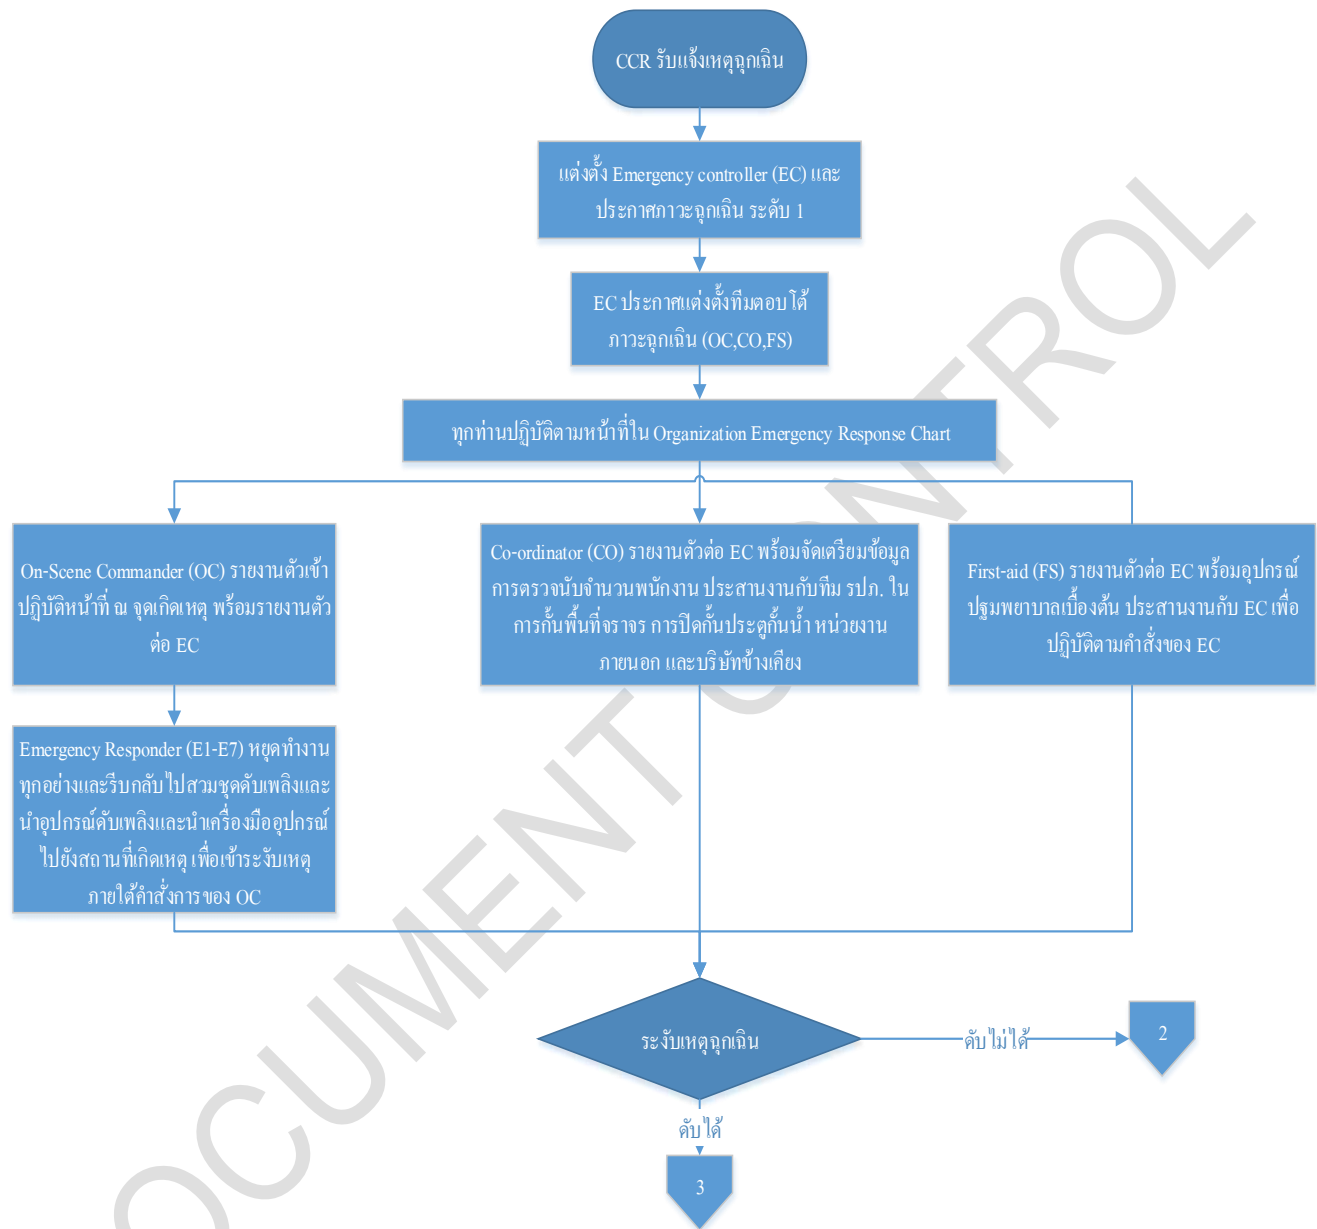 CCR รับแจ้งเหตุฉุกเฉิน
แต่งตั้ง Emergency controller (EC) และ
ประกาศภาวะฉุกเฉิน ระดับ 1
EC ประกาศแต่งตั้งทีมตอบโต้
ภาวะฉุกเฉิน (OC,CO,FS)
ทุกท่านปฏิบัติตามหน้าที่ใน Organization Emergency Response Chart
On-Scene Commander (OC) รายงานตัวเข้า
ปฏิบัติหน้าที่ ณ จุดเกิดเหตุ พร้อมรายงานตัว
ต่อ EC
Co-ordinator (CO) รายงานตัวต่อ EC พร้อมจัดเตรียมข้อมูล
การตรวจนับจำนวนพนักงาน ประสานงานกับทีม รปภ. ใน
การกั้นพื้นที่จราจร การปิดกั้นประตูกั้นน้ำ หน่วยงาน
ภายนอก และบริษัทข้างเคียง
First-aid (FS) รายงานตัวต่อ EC พร้อมอุปกรณ์
ปฐมพยาบาลเบื้องต้น ประสานงานกับ EC เพื่อ
ปฏิบัติตามคำสั่งของ EC
Emergency Responder (E1-E7) หยุดทำงาน
ทุกอย่างและรีบกลับไปสวมชุดดับเพลิงและ
นำอุปกรณ์ดับเพลิงและนำเครื่องมืออุปกรณ์
ไปยังสถานที่เกิดเหตุ เพื่อเข้าระงับเหตุ
ภายใต้คำสั่งการของ OC
ระงับเหตุฉุกเฉิน
ดับไม่ได้
2
ดับได้
3
OCUMENT CONTROL